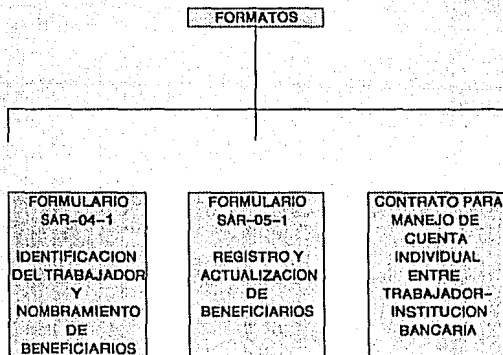 FORMATOS
FORMULARIO
SAR-04-1
IDENTIFICACION
DEL TRABAJADOR
Y
NOMBRAMIENTO
DE
BENEFICIARIOS
FORMULARIO
SAR-05-1
REGISTRO Y
ACTUALIZACION
DE
BENEFICIARIOS
CONTRATO PARA
MANEJO DE
CUENTA
INDIVIDUAL
ENTRE
TRABAJADOR-
INSTITUCION
BANCARIA